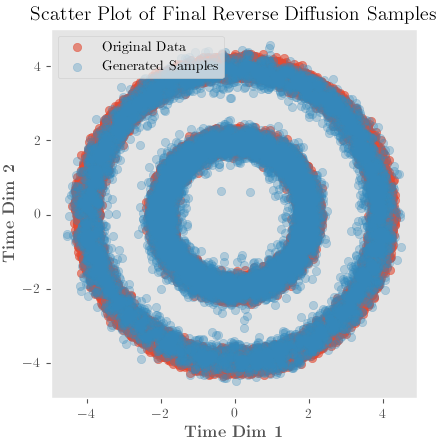 Scatter Plot of Final Reverse Diffusion Samples
Original Data
Generated Samples
4
2
0
−2
−4
Time Dim 2
−4
−2
0
2
4
Time Dim 1